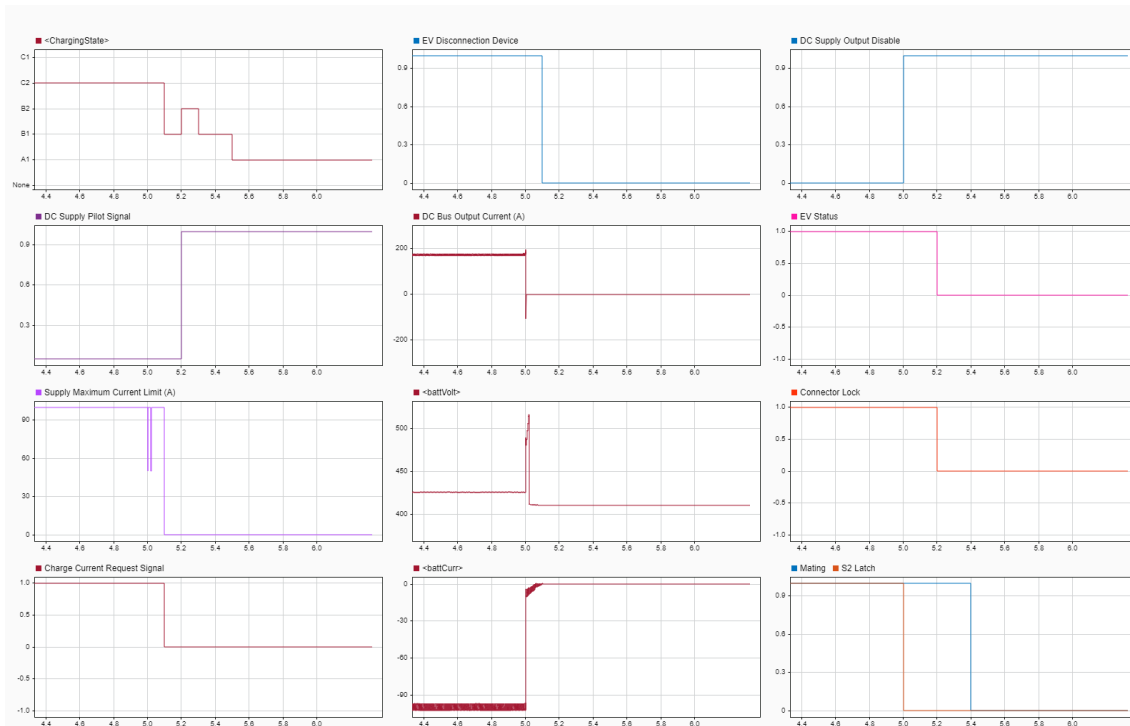 <ChargingState>
C1
C2
B2
B1
A1
None
4.4 4.6 4.8 5.0 5.2 5.4 5.6 5.8 6.0
EV Disconnection Device
0.9
0.6
0.3
0
4.4 4.6 4.8 5.0 5.2 5.4 5.6 5.8 6.0
DC Supply Output Disable
0.9
0.6
0.3
0
4.4 4.6 4.8 5.0 5.2 5.4 5.6 5.8 6.0
DC Supply Pilot Signal
0.9
0.6
0.3
4.4 4.6 4.8 5.0 5.2 5.4 5.6 5.8 6.0
DC Bus Output Current (A)
200
0
-200
4.4 4.6 4.8 5.0 5.2 5.4 5.6 5.8 6.0
EV Status
1.0
0.5
0
-0.5
-1.0
4.4 4.6 4.8 5.0 5.2 5.4 5.6 5.8 6.0
Supply Maximum Current Limit (A)
90
60
30
0
4.4 4.6 4.8 5.0 5.2 5.4 5.6 5.8 6.0
<battVolt>
500
450
400
4.4 4.6 4.8 5.0 5.2 5.4 5.6 5.8 6.0
Connector Lock
1.0
0.5
0
-0.5
-1.0
4.4 4.6 4.8 5.0 5.2 5.4 5.6 5.8 6.0
Charge Current Request Signal
1.0
0.5
0
-0.5
-1.0
4.4 4.6 4.8 5.0 5.2 5.4 5.6 5.8 6.0
<battCurr>
0
-30
-60
-90
4.4 4.6 4.8 5.0 5.2 5.4 5.6 5.8 6.0
Mating S2 Latch
0.9
0.6
0.3
0
4.4 4.6 4.8 5.0 5.2 5.4 5.6 5.8 6.0